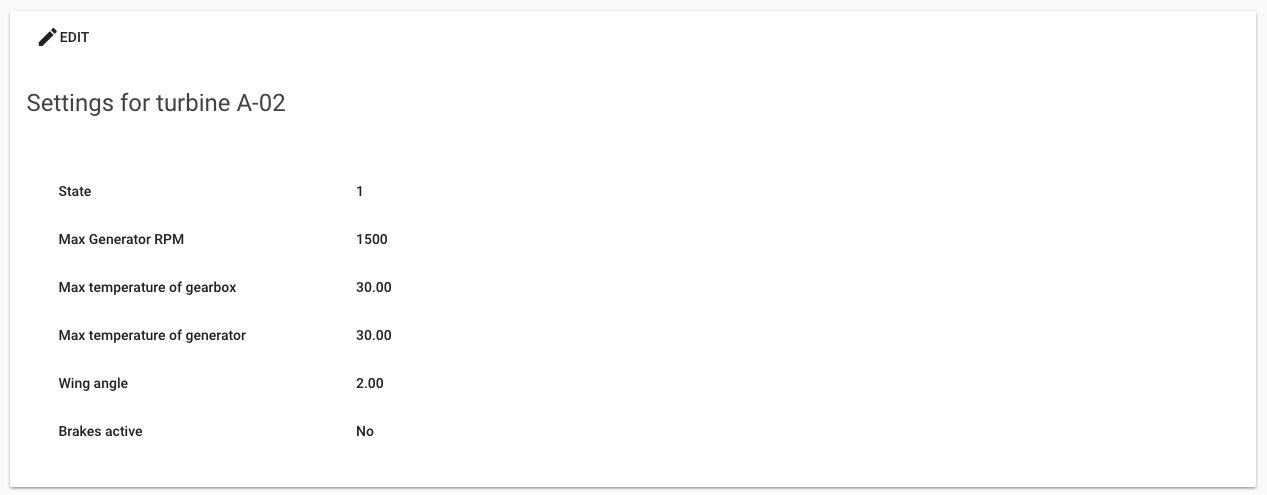 EDIT
Settings for turbine A-02
State 1
Max Generator RPM 1500
Max temperature of gearbox 30.00
Max temperature of generator 30.00
Wing angle 2.00
Brakes active No